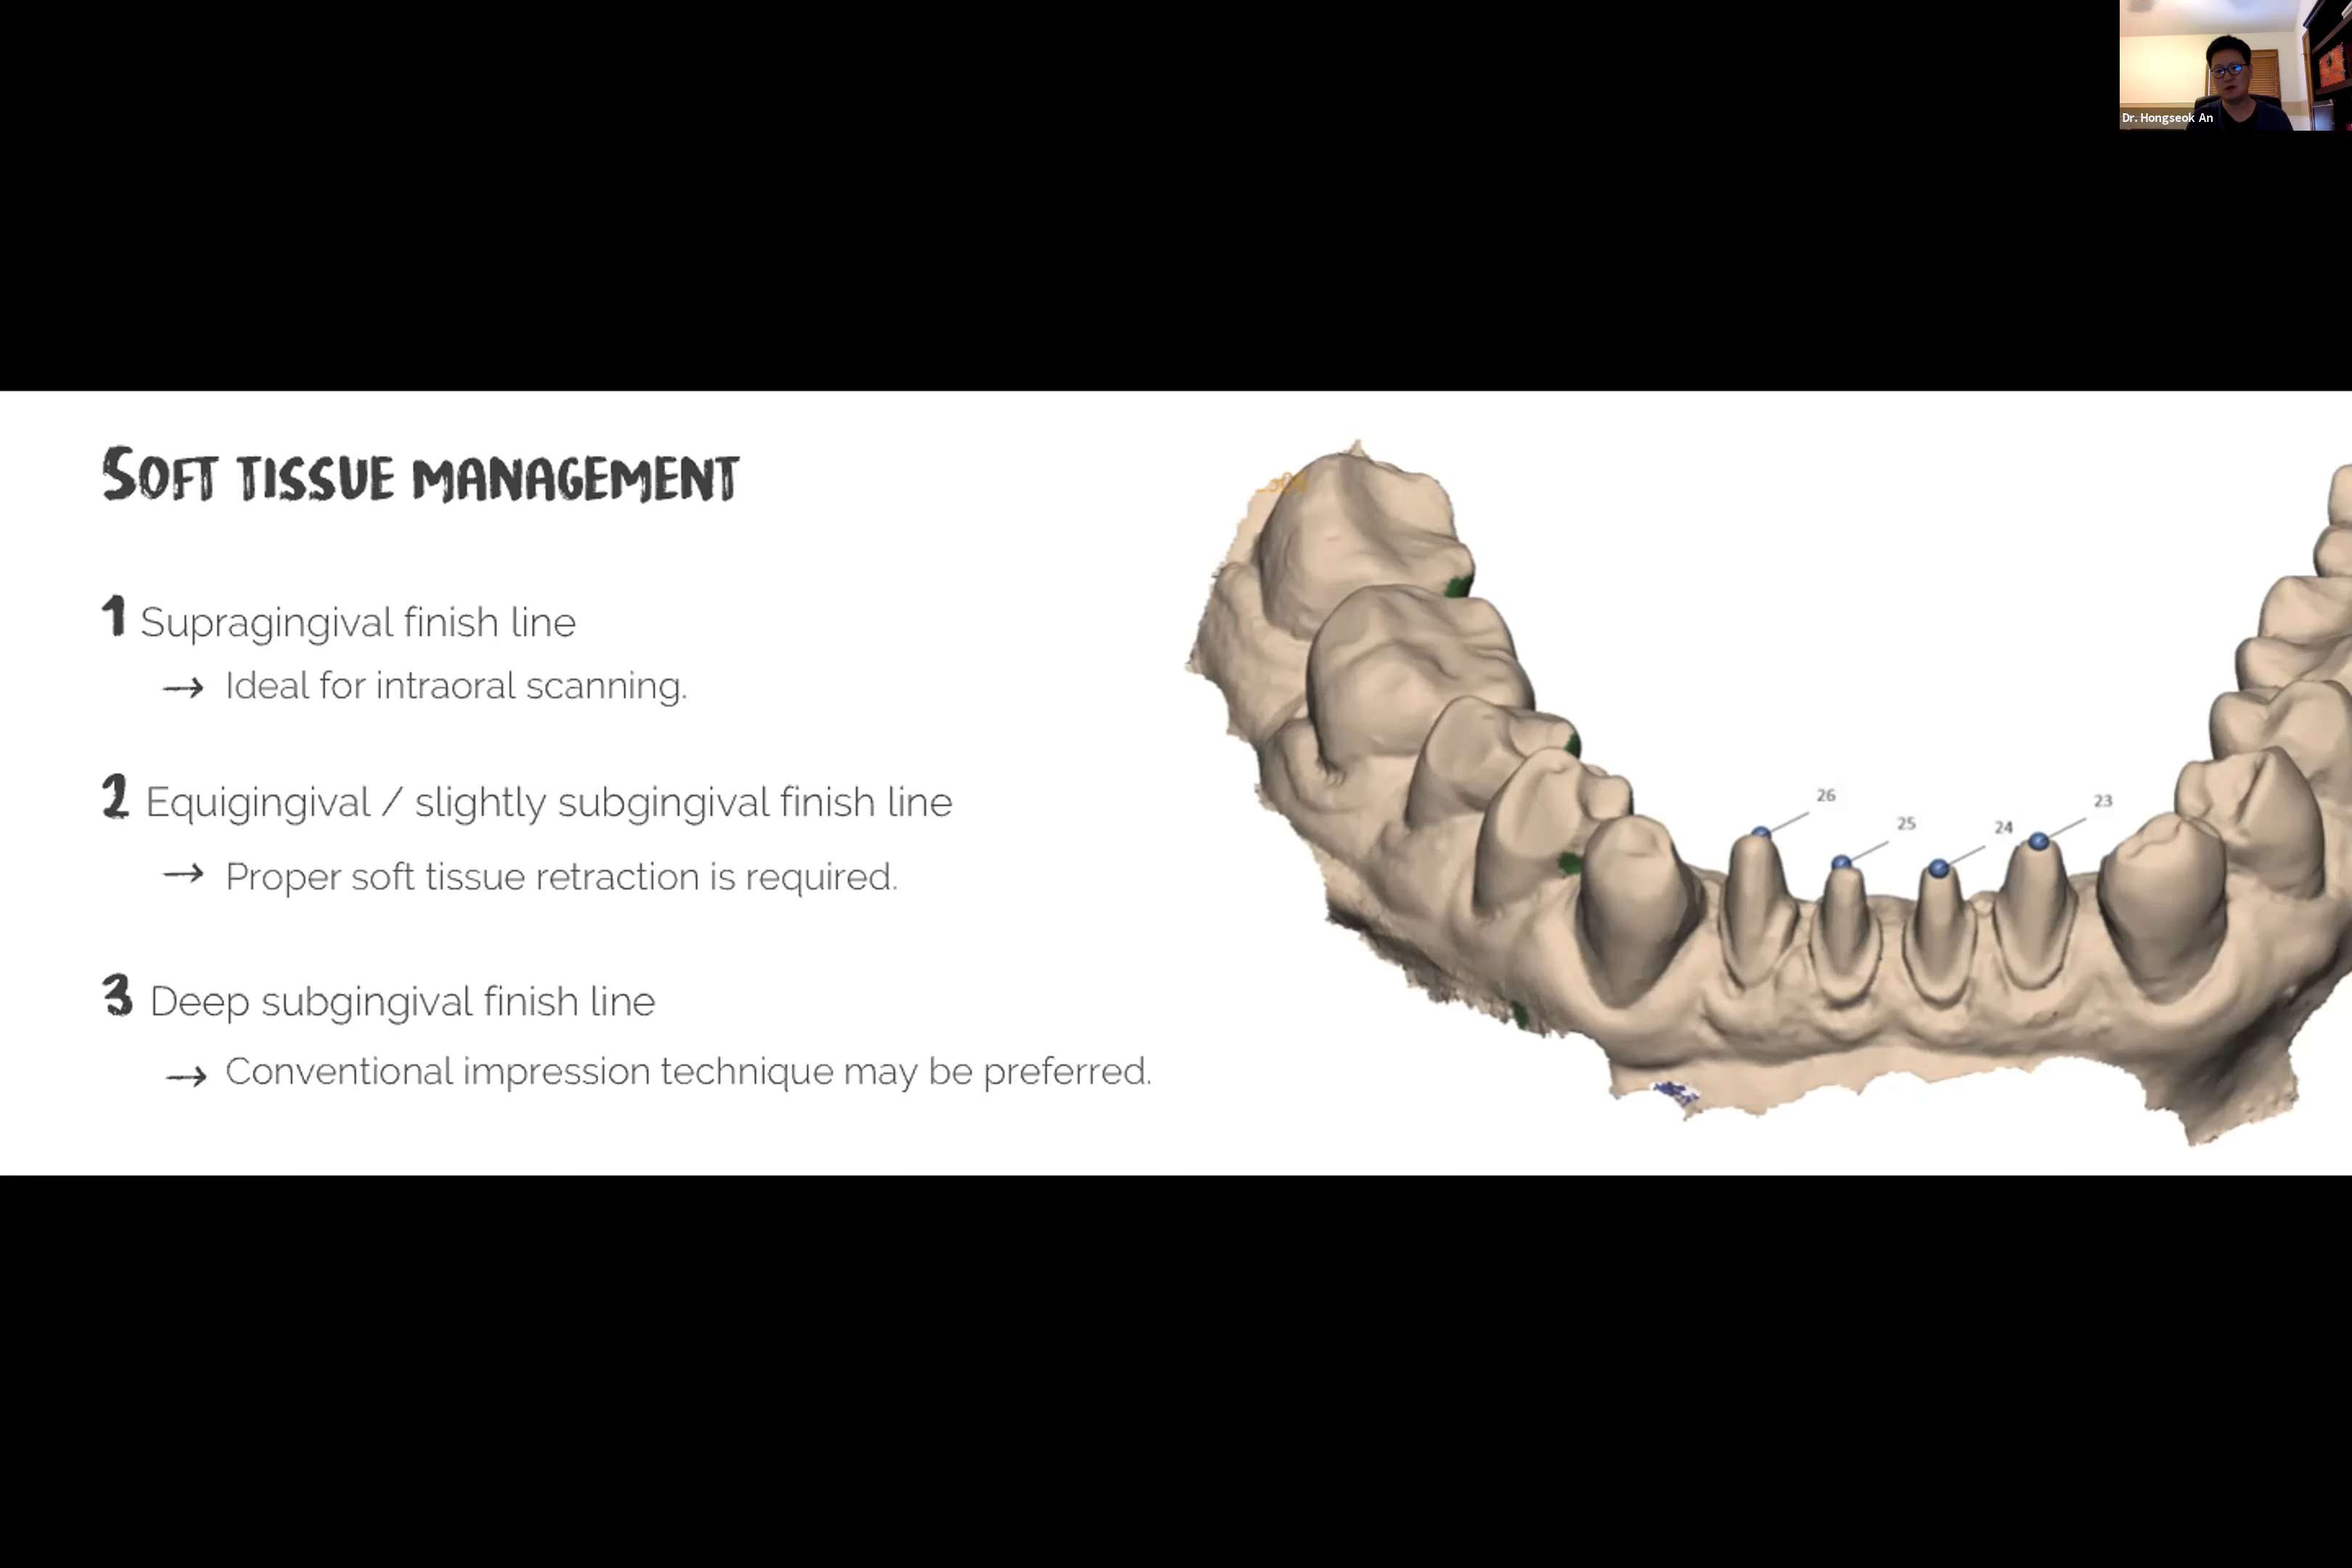 Dr. Hongseok An
SOFT TISSUE MANAGEMENT
1 Supragingival finish line
→ Ideal for intraoral scanning.
2 Equigingival / slightly subgingival finish line
→ Proper soft tissue retraction is required.
3 Deep subgingival finish line
→ Conventional impression technique may be preferred.
26
25
24
23